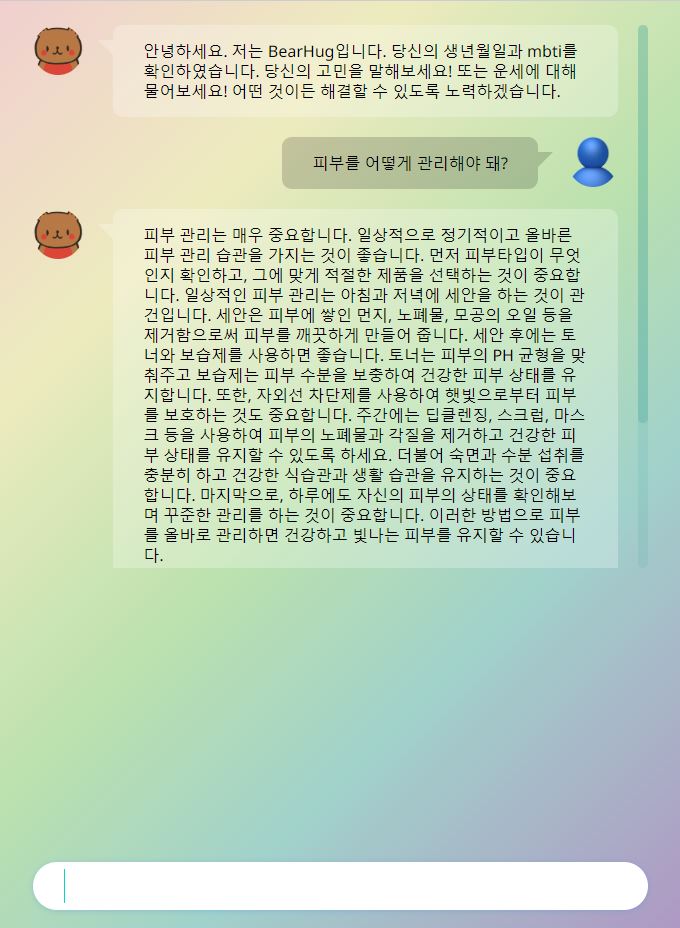 안녕하세요. 저는 BearHug입니다. 당신의 생년월일과 mbti를
확인하였습니다. 당신의 고민을 말해보세요! 또는 운세에 대해
물어보세요! 어떤 것이든 해결할 수 있도록 노력하겠습니다.
피부를 어떻게 관리해야 돼?
피부 관리는 매우 중요합니다. 일상적으로 정기적이고 올바른
피부 관리 습관을 가지는 것이 좋습니다. 먼저 피부타입이 무엇
인지 확인하고, 그에 맞게 적절한 제품을 선택하는 것이 중요합
니다. 일상적인 피부 관리는 아침과 저녁에 세안을 하는 것이 관
건입니다. 세안은 피부에 쌓인 먼지, 노폐물, 모공의 오일 등을
제거함으로써 피부를 깨끗하게 만들어 줍니다. 세안 후에는 토
너와 보습제를 사용하면 좋습니다. 토너는 피부의 PH 균형을 맞
춰주고 보습제는 피부 수분을 보충하여 건강한 피부 상태를 유
지합니다. 또한, 자외선 차단제를 사용하여 햇빛으로부터 피부
를 보호하는 것도 중요합니다. 주간에는 딥클렌징, 스크럽, 마스
크 등을 사용하여 피부의 노폐물과 각질을 제거하고 건강한 피
부 상태를 유지할 수 있도록 하세요. 더불어 숙면과 수분 섭취를
충분히 하고 건강한 식습관과 생활 습관을 유지하는 것이 중요
합니다. 마지막으로, 하루에도 자신의 피부의 상태를 확인해보
며 꾸준한 관리를 하는 것이 중요합니다. 이러한 방법으로 피부
를 올바로 관리하면 건강하고 빛나는 피부를 유지할 수 있습니
다.